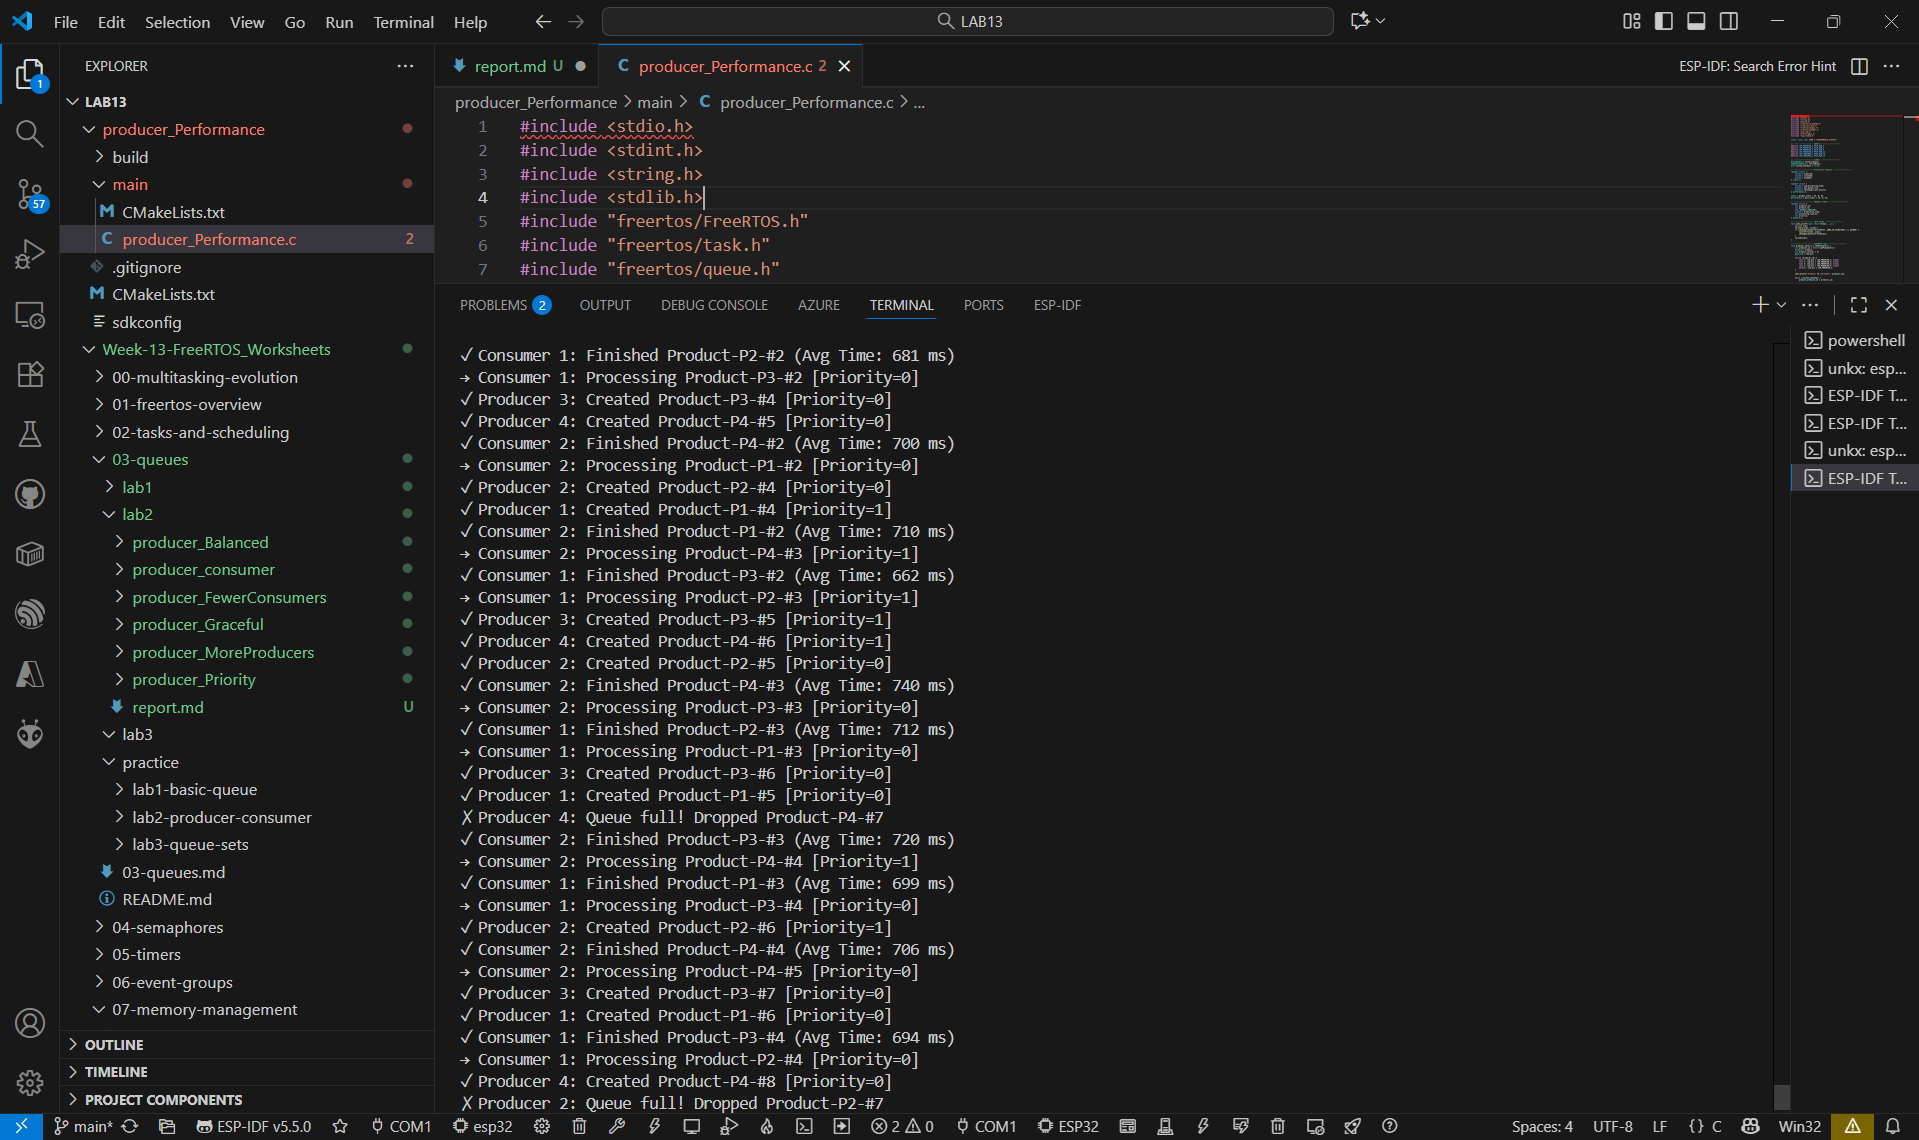 File Edit Selection View Go Run Terminal Help
LAB13
EXPLORER
LAB13
producer_Performance
build
main
CMakeLists.txt
producer_Performance.c 2
.gitignore
CMakeLists.txt
sdkconfig
Week-13-FreeRTOS_Worksheets
00-multitasking-evolution
01-freertos-overview
02-tasks-and-scheduling
03-queues
lab1
lab2
producer_Balanced
producer_consumer
producer_FewerConsumers
producer_Graceful
producer_MoreProducers
producer_Priority
report.md U
lab3
practice
lab1-basic-queue
lab2-producer-consumer
lab3-queue-sets
03-queues.md
README.md
04-semaphores
05-timers
06-event-groups
07-memory-management
OUTLINE
TIMELINE
PROJECT COMPONENTS
1
57
report.md U
producer_Performance.c 2
ESP-IDF: Search Error Hint
producer_Performance > main > C producer_Performance.c > ...
1 #include <stdio.h>
2 #include <stdint.h>
3 #include <string.h>
4 #include <stdlib.h>
5 #include "freertos/FreeRTOS.h"
6 #include "freertos/task.h"
7 #include "freertos/queue.h"
PROBLEMS 2 OUTPUT DEBUG CONSOLE AZURE TERMINAL PORTS ESP-IDF
✓ Consumer 1: Finished Product-P2-#2 (Avg Time: 681 ms)
→ Consumer 1: Processing Product-P3-#2 [Priority=0]
✓ Producer 3: Created Product-P3-#4 [Priority=0]
✓ Producer 4: Created Product-P4-#5 [Priority=0]
✓ Consumer 2: Finished Product-P4-#2 (Avg Time: 700 ms)
→ Consumer 2: Processing Product-P1-#2 [Priority=0]
✓ Producer 2: Created Product-P2-#4 [Priority=0]
✓ Producer 1: Created Product-P1-#4 [Priority=1]
✓ Consumer 2: Finished Product-P1-#2 (Avg Time: 710 ms)
→ Consumer 2: Processing Product-P4-#3 [Priority=1]
✓ Consumer 1: Finished Product-P3-#2 (Avg Time: 662 ms)
→ Consumer 1: Processing Product-P2-#3 [Priority=1]
✓ Producer 3: Created Product-P3-#5 [Priority=1]
✓ Producer 4: Created Product-P4-#6 [Priority=1]
✓ Producer 2: Created Product-P2-#5 [Priority=0]
✓ Consumer 2: Finished Product-P4-#3 (Avg Time: 740 ms)
→ Consumer 2: Processing Product-P3-#3 [Priority=0]
✓ Consumer 1: Finished Product-P2-#3 (Avg Time: 712 ms)
→ Consumer 1: Processing Product-P1-#3 [Priority=0]
✓ Producer 3: Created Product-P3-#6 [Priority=0]
✓ Producer 1: Created Product-P1-#5 [Priority=0]
✗ Producer 4: Queue full! Dropped Product-P4-#7
✓ Consumer 2: Finished Product-P3-#3 (Avg Time: 720 ms)
→ Consumer 2: Processing Product-P4-#4 [Priority=1]
✓ Consumer 1: Finished Product-P1-#3 (Avg Time: 699 ms)
→ Consumer 1: Processing Product-P3-#4 [Priority=0]
✓ Producer 2: Created Product-P2-#6 [Priority=1]
✓ Consumer 2: Finished Product-P4-#4 (Avg Time: 706 ms)
→ Consumer 2: Processing Product-P4-#5 [Priority=0]
✓ Producer 3: Created Product-P3-#7 [Priority=0]
✓ Producer 1: Created Product-P1-#6 [Priority=0]
✓ Consumer 1: Finished Product-P3-#4 (Avg Time: 694 ms)
→ Consumer 1: Processing Product-P2-#4 [Priority=0]
✓ Producer 4: Created Product-P4-#8 [Priority=0]
✗ Producer 2: Queue full! Dropped Product-P2-#7
powershell
unkx: esp...
ESP-IDF T...
ESP-IDF T...
unkx: esp...
ESP-IDF T...
main* ESP-IDF v5.5.0 COM1 esp32 2 0 COM1 ESP32 Spaces: 4 UTF-8 LF {} C Win32